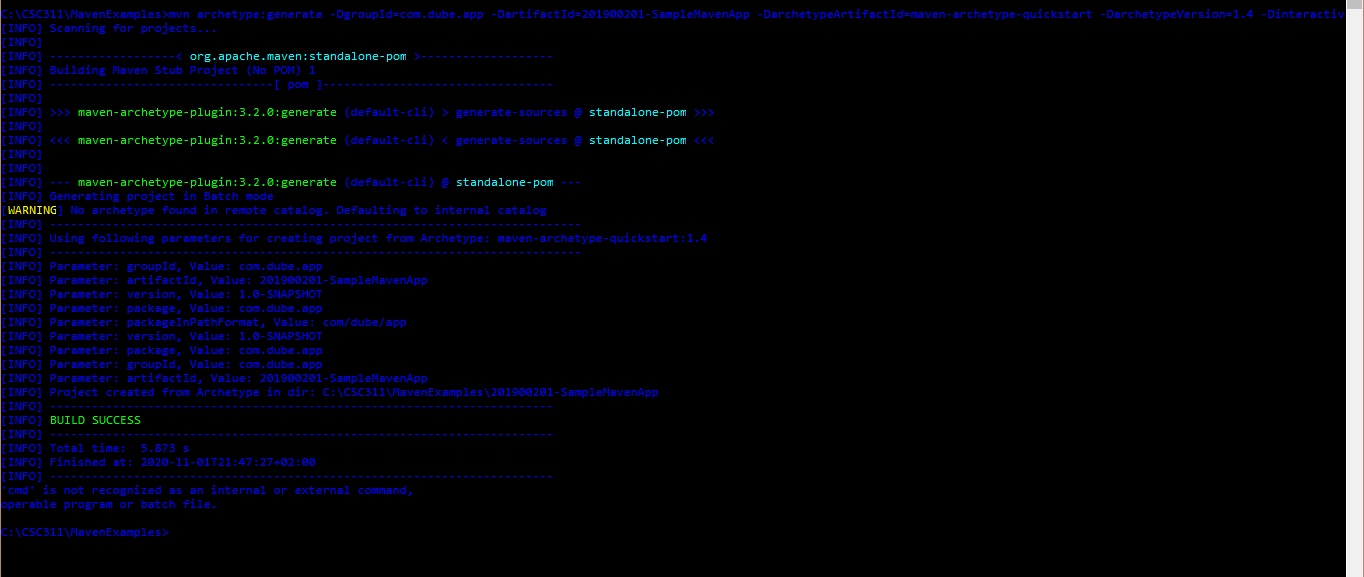 C:\CSC311\MavenExamples>mvn archetype:generate -DgroupId=com.dube.app -DartifactId=201900201-SampleMavenApp -DarchetypeArtifactId=maven-archetype-quickstart -DarchetypeVersion=1.4 -Dinteractiv
[INFO] Scanning for projects...
[INFO]
[INFO] ------------------< org.apache.maven:standalone-pom >-------------------
[INFO] Building Maven Stub Project (No POM) 1
[INFO] --------------------------------[ pom ]---------------------------------
[INFO]
[INFO] >>> maven-archetype-plugin:3.2.0:generate (default-cli) > generate-sources @ standalone-pom >>>
[INFO]
[INFO] <<< maven-archetype-plugin:3.2.0:generate (default-cli) < generate-sources @ standalone-pom <<<
[INFO]
[INFO]
[INFO] --- maven-archetype-plugin:3.2.0:generate (default-cli) @ standalone-pom ---
[INFO] Generating project in Batch mode
[WARNING] No archetype found in remote catalog. Defaulting to internal catalog
[INFO] ----------------------------------------------------------------------------
[INFO] Using following parameters for creating project from Archetype: maven-archetype-quickstart:1.4
[INFO] ----------------------------------------------------------------------------
[INFO] Parameter: groupId, Value: com.dube.app
[INFO] Parameter: artifactId, Value: 201900201-SampleMavenApp
[INFO] Parameter: version, Value: 1.0-SNAPSHOT
[INFO] Parameter: package, Value: com.dube.app
[INFO] Parameter: packageInPathFormat, Value: com/dube/app
[INFO] Parameter: version, Value: 1.0-SNAPSHOT
[INFO] Parameter: package, Value: com.dube.app
[INFO] Parameter: groupId, Value: com.dube.app
[INFO] Parameter: artifactId, Value: 201900201-SampleMavenApp
[INFO] Project created from Archetype in dir: C:\CSC311\MavenExamples\201900201-SampleMavenApp
[INFO] ------------------------------------------------------------------------
[INFO] BUILD SUCCESS
[INFO] ------------------------------------------------------------------------
[INFO] Total time:  5.873 s
[INFO] Finished at: 2020-11-01T21:47:27+02:00
[INFO] ------------------------------------------------------------------------
'cmd' is not recognized as an internal or external command,
operable program or batch file.
C:\CSC311\MavenExamples>